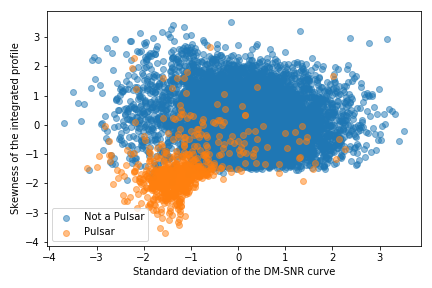 Skewness of the integrated profile
3
2
1
0
−1
−2
−3
−4
Not a Pulsar
Pulsar
−4 −3 −2 −1 0 1 2 3
Standard deviation of the DM-SNR curve